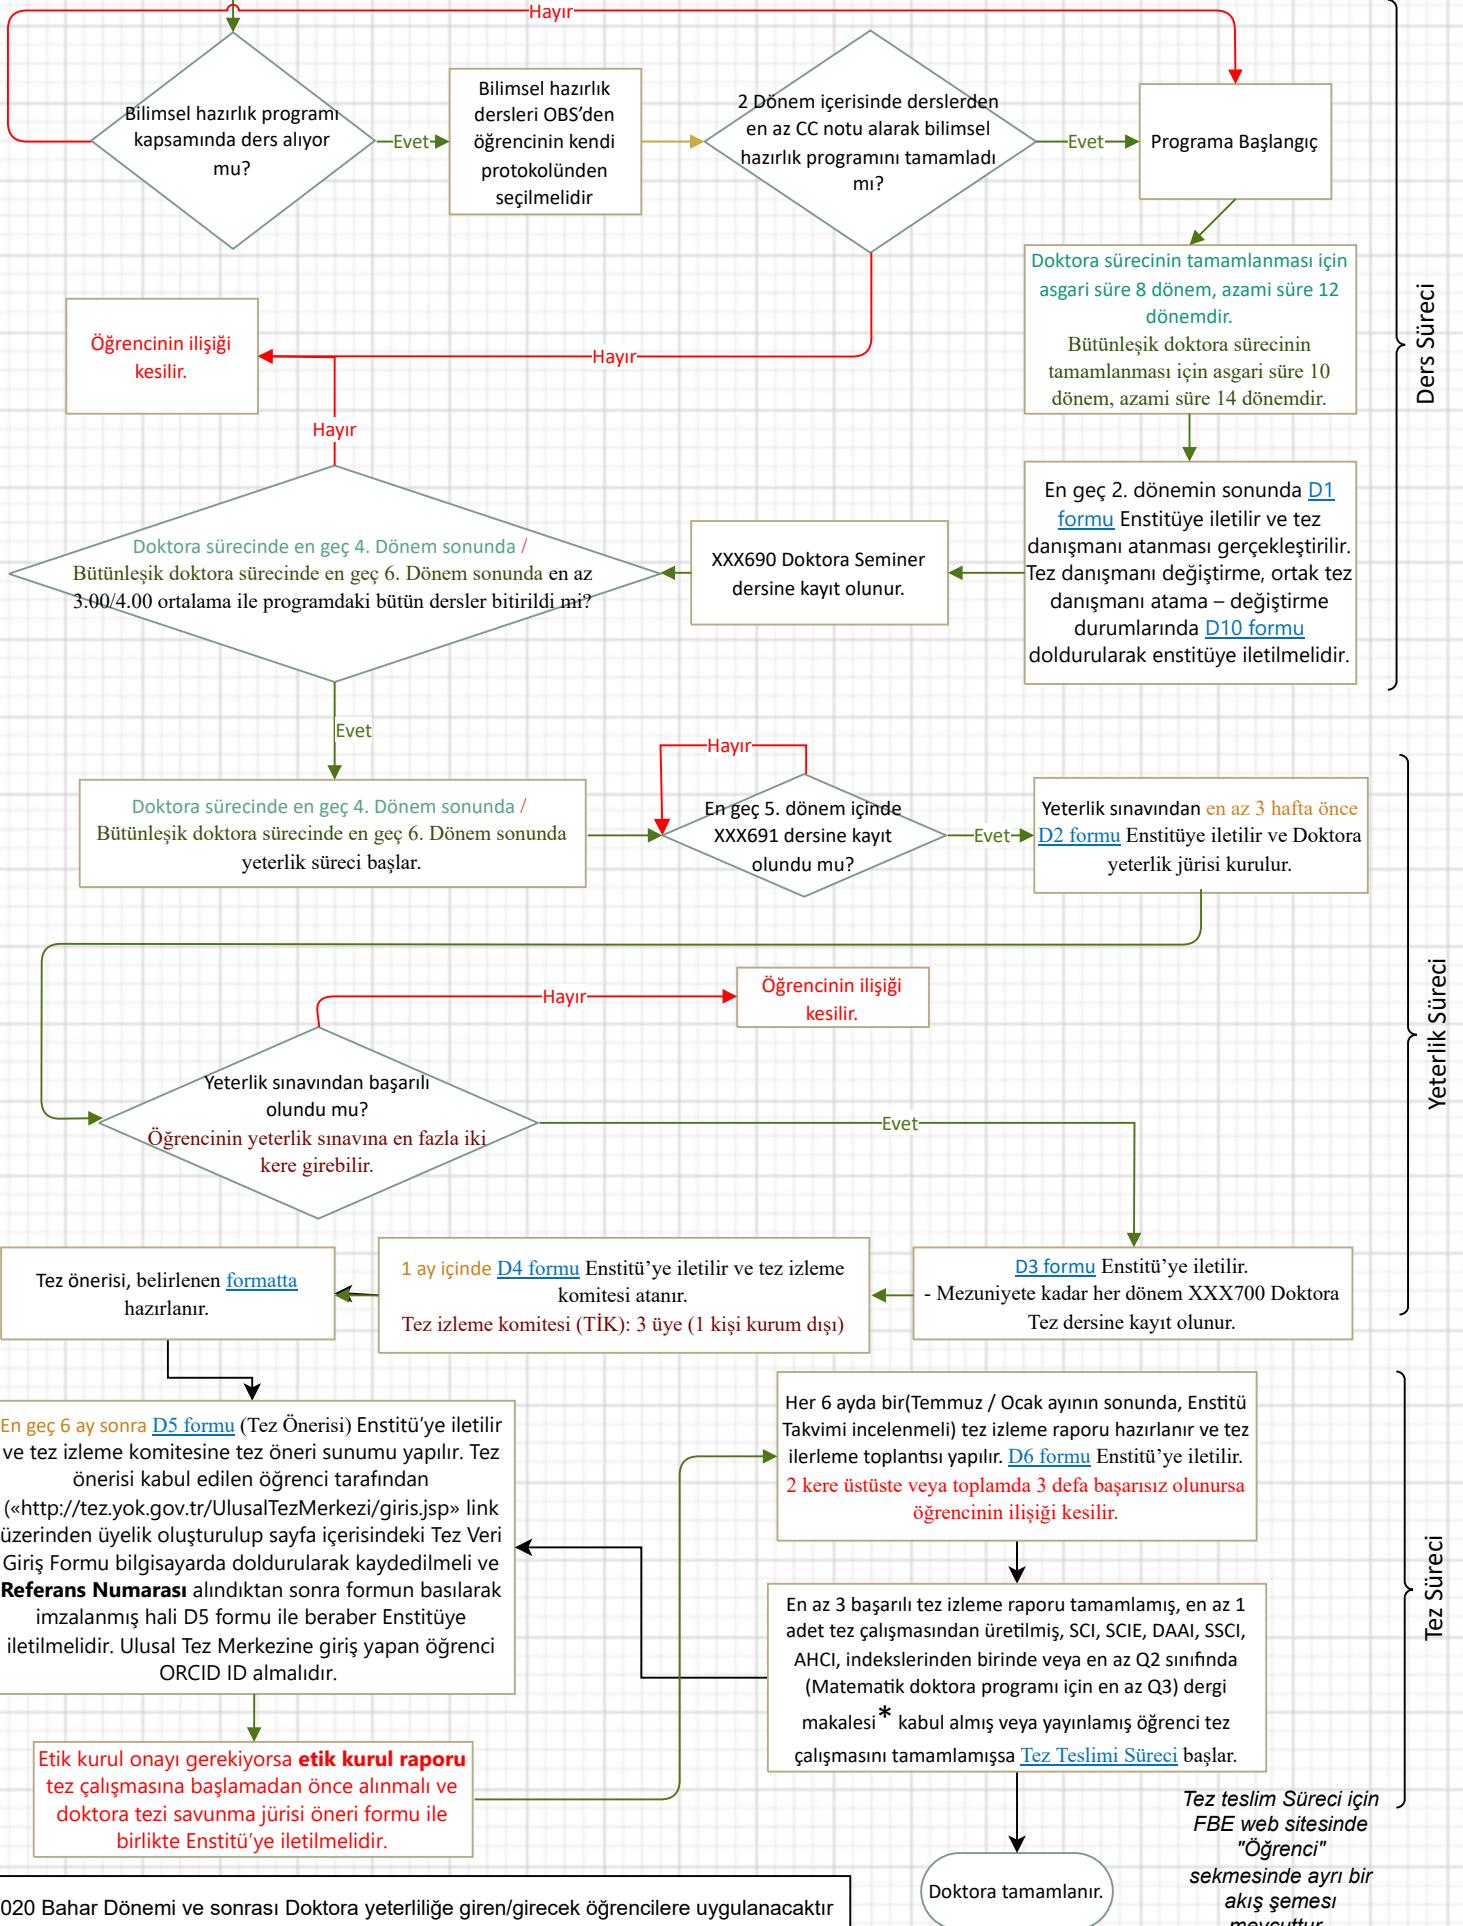 Hayır
Bilimsel hazırlık programı
kapsamında ders alıyor
mu?
Evet
Bilimsel hazırlık
dersleri OBS’den
öğrencinin kendi
protokolünden
seçilmelidir
2 Dönem içerisinde derslerden
en az CC notu alarak bilimsel
hazırlık programını tamamladı
mı?
Evet
Programa Başlangıç
Hayır
Öğrencinin ilişiği
kesilir.
Doktora sürecinin tamamlanması için
asgari süre 8 dönem, azami süre 12
dönemdir.
Bütünleşik doktora sürecinin
tamamlanması için asgari süre 10
dönem, azami süre 14 dönemdir.
Ders Süreci
En geç 2. dönemin sonunda D1
formu Enstitüye iletilir ve tez
danışmanı atanması gerçekleştirilir.
Tez danışmanı değiştirme, ortak tez
danışmanı atama – değiştirme
durumlarında D10 formu
doldurularak enstitüye iletilmelidir.
XXX690 Doktora Seminer
dersine kayıt olunur.
Hayır
Doktora sürecinde en geç 4. Dönem sonunda /
Bütünleşik doktora sürecinde en geç 6. Dönem sonunda en az
3.00/4.00 ortalama ile programdaki bütün dersler bitirildi mi?
Evet
Doktora sürecinde en geç 4. Dönem sonunda /
Bütünleşik doktora sürecinde en geç 6. Dönem sonunda
yeterlik süreci başlar.
Hayır
En geç 5. dönem içinde
XXX691 dersine kayıt
olundu mu?
Evet
Yeterlik sınavından en az 3 hafta önce
D2 formu Enstitüye iletilir ve Doktora
yeterlik jürisi kurulur.
Yeterlik Süreci
Hayır
Öğrencinin ilişiği
kesilir.
Yeterlik sınavından başarılı
olundu mu?
Öğrencinin yeterlik sınavına en fazla iki
kere girebilir.
Evet
D3 formu Enstitü’ye iletilir.
- Mezuniyete kadar her dönem XXX700 Doktora
Tez dersine kayıt olunur.
1 ay içinde D4 formu Enstitü’ye iletilir ve tez izleme
komitesi atanır.
Tez izleme komitesi (TİK): 3 üye (1 kişi kurum dışı)
Tez önerisi, belirlenen formatta
hazırlanır.
En geç 6 ay sonra D5 formu (Tez Önerisi) Enstitü’ye iletilir
ve tez izleme komitesine tez öneri sunumu yapılır. Tez
önerisi kabul edilen öğrenci tarafından
(«http://tez.yok.gov.tr/UlusalTezMerkezi/giris.jsp» link
üzerinden üyelik oluşturulup sayfa içerisindeki Tez Veri
Giriş Formu bilgisayarda doldurularak kaydedilmeli ve
Referans Numarası alındıktan sonra formun basılarak
imzalanmış hali D5 formu ile beraber Enstitüye
iletilmelidir. Ulusal Tez Merkezine giriş yapan öğrenci
ORCID ID almalıdır.
Etik kurul onayı gerekiyorsa etik kurul raporu
tez çalışmasına başlamadan önce alınmalı ve
doktora tezi savunma jürisi öneri formu ile
birlikte Enstitü’ye iletilmelidir.
Her 6 ayda bir(Temmuz / Ocak ayının sonunda, Enstitü
Takvimi incelenmeli) tez izleme raporu hazırlanır ve tez
ilerleme toplantısı yapılır. D6 formu Enstitü’ye iletilir.
2 kere üstüste veya toplamda 3 defa başarısız olunursa
öğrencinin ilişiği kesilir.
Tez Süreci
En az 3 başarılı tez izleme raporu tamamlamış, en az 1
adet tez çalışmasından üretilmiş, SCI, SCIE, DAAI, SSCI,
AHCI, indekslerinden birinde veya en az Q2 sınıfında
(Matematik doktora programı için en az Q3) dergi
makalesi* kabul almış veya yayınlamış öğrenci tez
çalışmasını tamamlamışsa Tez Teslimi Süreci başlar.
Tez teslim Süreci için
FBE web sitesinde
"Öğrenci"
sekmesinde ayrı bir
akış şemesi
mevcuttur
Doktora tamamlanır.
020 Bahar Dönemi ve sonrası Doktora yeterliliğe giren/girecek öğrencilere uygulanacaktır